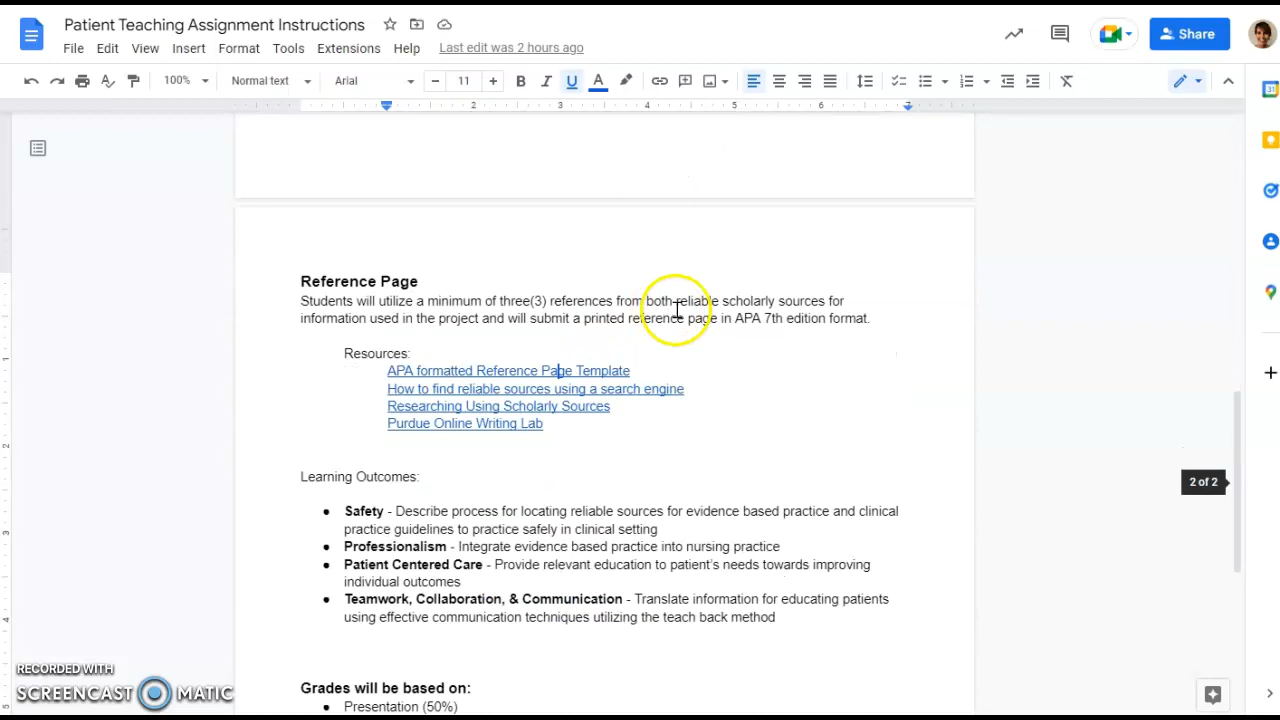 Patient Teaching Assignment Instructions
File Edit View Insert Format Tools Extensions Help Last edit was 2 hours ago
Share
100% Normal text Arial 11
2 3 4 5 6 7
Reference Page
Students will utilize a minimum of three(3) references from both reliable scholarly sources for
information used in the project and will submit a printed reference page in APA 7th edition format.
Resources:
APA formatted Reference Page Template
How to find reliable sources using a search engine
Researching Using Scholarly Sources
Purdue Online Writing Lab
Learning Outcomes:
2 of 2
● Safety - Describe process for locating reliable sources for evidence based practice and clinical
practice guidelines to practice safely in clinical setting
● Professionalism - Integrate evidence based practice into nursing practice
● Patient Centered Care - Provide relevant education to patient's needs towards improving
individual outcomes
● Teamwork, Collaboration, & Communication - Translate information for educating patients
using effective communication techniques utilizing the teach back method
Grades will be based on:
● Presentation (50%)
RECORDED WITH
SCREENCAST MATIC